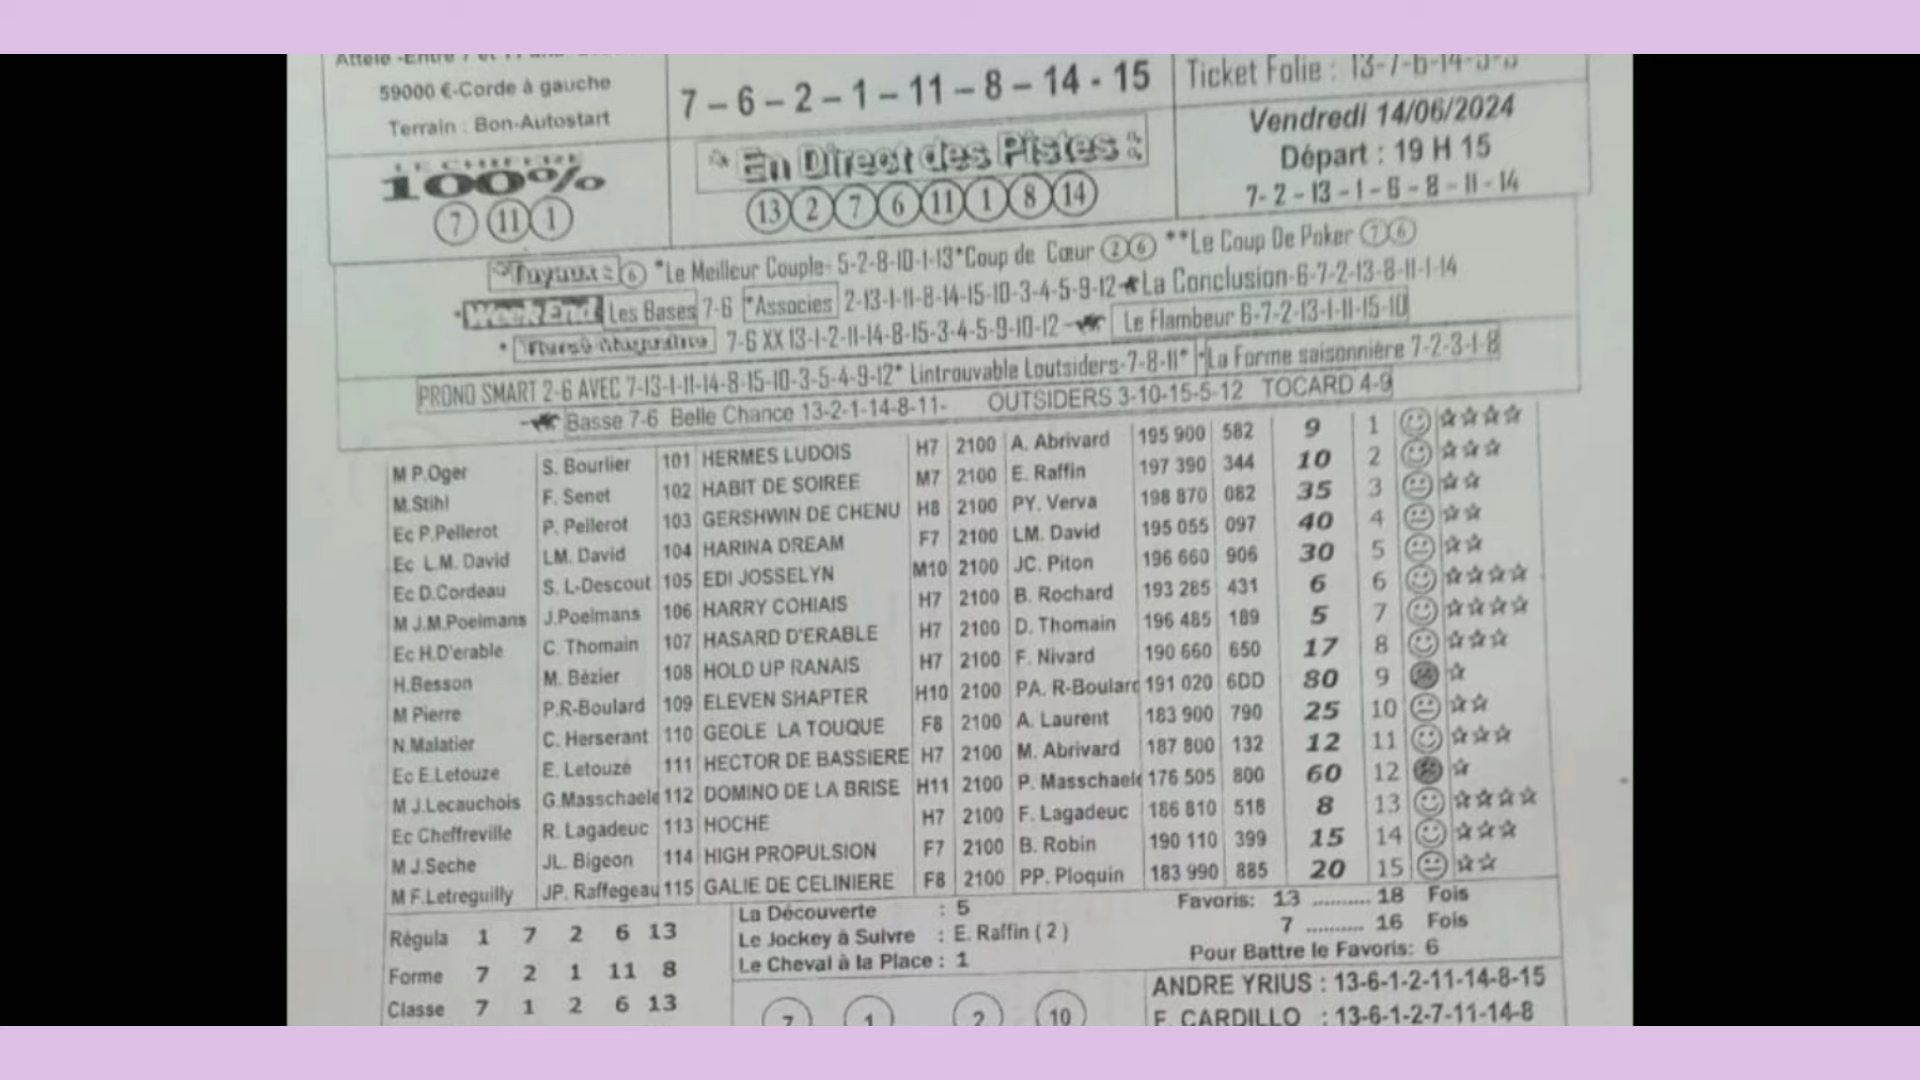 59000 €-Corde à gauche
Terrain : Bon-Autostart
7 – 6 – 2 – 1 – 11 – 8 – 14 - 15
Ticket Folie : 13-7-6-14-
Vendredi 14/06/2024
Départ : 19 H 15
7- 2 - 13 - 1 - 6 - 8 - 11 - 14
100%
7 11 1
En Direct des Pistes :
13 2 7 6 11 1 8 14
Tuyaux : 6 *Le Meilleur Couple- 5-2-8-10-1-13*Coup de Cœur 2 6 **Le Coup De Poker 7 6
Week End Les Bases 7-6 *Associes 2-13-1-11-8-14-15-10-3-4-5-9-12 La Conclusion-6-7-2-13-8-11-1-14
7-6 XX 13-1-2-11-14-8-15-3-4-5-9-10-12 Le Flambeur 6-7-2-13-1-11-15-10
PRONO SMART 2-6 AVEC 7-13-1-11-14-8-15-10-3-5-4-9-12* Lintrouvable Loutsiders-7-8-11* La Forme saisonnière 7-2-3-1-8
Basse 7-6 Belle Chance 13-2-1-14-8-11- OUTSIDERS 3-10-15-5-12 TOCARD 4-9
M P.Oger S. Bourlier 101 HERMES LUDOIS H7 2100 A. Abrivard 195 900 582 9 1
M.Stihl F. Senet 102 HABIT DE SOIREE M7 2100 E. Raffin 197 390 344 10 2
Ec P.Pellerot P. Pellerot 103 GERSHWIN DE CHENU H8 2100 PY. Verva 198 870 082 35 3
Ec L.M. David LM. David 104 HARINA DREAM F7 2100 LM. David 195 055 097 40 4
Ec D.Cordeau S. L-Descout 105 EDI JOSSELYN M10 2100 JC. Piton 196 660 906 30 5
M J.M.Poelmans J.Poelmans 106 HARRY COHIAIS H7 2100 B. Rochard 193 285 431 6 6
Ec H.D'erable C. Thomain 107 HASARD D'ERABLE H7 2100 D. Thomain 196 485 189 5 7
H.Besson M. Bézier 108 HOLD UP RANAIS H7 2100 F. Nivard 190 660 650 17 8
M Pierre P.R-Boulard 109 ELEVEN SHAPTER H10 2100 PA. R-Boulard 191 020 6DD 80 9
N.Malatier C. Herserant 110 GEOLE LA TOUQUE F8 2100 A. Laurent 183 900 790 25 10
Ec E.Letouze E. Letouzé 111 HECTOR DE BASSIERE H7 2100 M. Abrivard 187 800 132 12 11
M J.Lecauchois G.Masschaele 112 DOMINO DE LA BRISE H11 2100 P. Masschaele 176 505 800 60 12
Ec Cheffreville R. Lagadeuc 113 HOCHE H7 2100 F. Lagadeuc 186 810 518 8 13
M J.Seche JL. Bigeon 114 HIGH PROPULSION F7 2100 B. Robin 190 110 399 15 14
M F.Letreguilly JP. Raffegeau 115 GALIE DE CELINIERE F8 2100 PP. Ploquin 183 990 885 20 15
Régula 1 7 2 6 13
Forme 7 2 1 11 8
Classe 7 1 2 6 13
La Découverte : 5
Le Jockey à Suivre : E. Raffin ( 2 )
Le Cheval à la Place : 1
7 1 2 10
Favoris: 13 .......... 18 Fois
7 .......... 16 Fois
Pour Battre le Favoris: 6
ANDRE YRIUS : 13-6-1-2-11-14-8-15
F. CARDILLO : 13-6-1-2-7-11-14-8